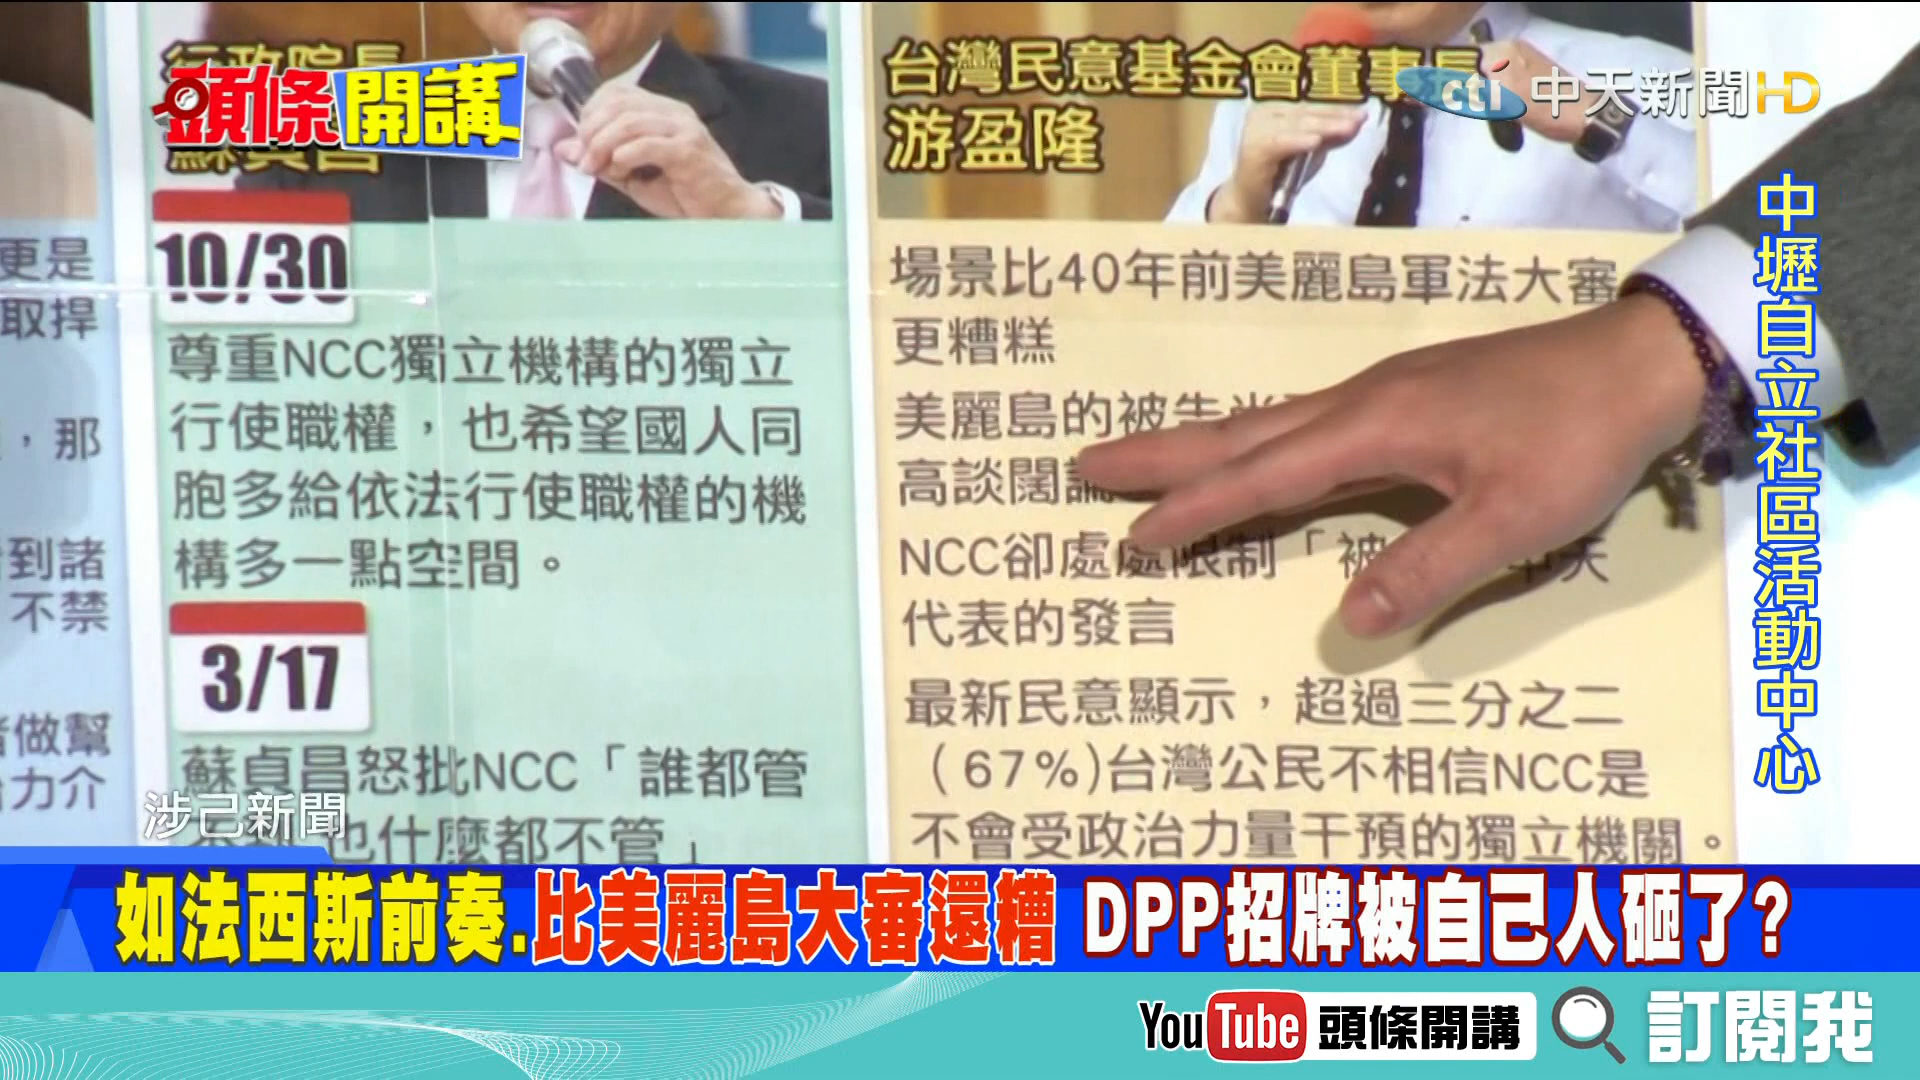 行政院長
頭條開講
台灣民意基金會董事長
游盈隆
cti 中天新聞HD
中壢自立社區活動中心
更是
取捍
，那
到諸
不禁
做幫
力介
10/30
尊重NCC獨立機構的獨立
行使職權，也希望國人同
胞多給依法行使職權的機
構多一點空間。
3/17
蘇貞昌怒批NCC「誰都管
也什麼都不管」
場景比40年前美麗島軍法大審
更糟糕
美麗島的被告尚
高談闊論
NCC卻處處限制「被 中天
代表的發言
最新民意顯示，超過三分之二
(67%)台灣公民不相信NCC是
不會受政治力量干預的獨立機關。
涉己新聞
如法西斯前奏.比美麗島大審還糟 DPP招牌被自己人砸了?
YouTube 頭條開講 訂閱我